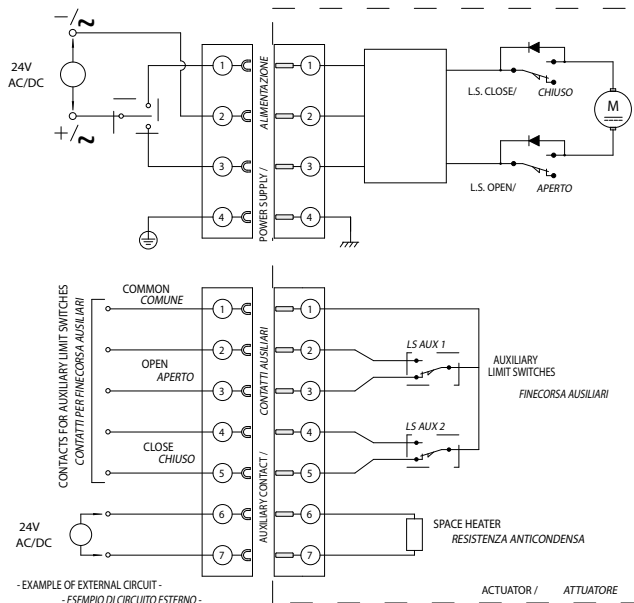 −/~
24V
AC/DC
+/~
1
2
3
4
POWER SUPPLY / ALIMENTAZIONE
1
2
3
4
L.S. CLOSE/ CHIUSO
L.S. OPEN/ APERTO
M
CONTACTS FOR AUXILIARY LIMIT SWITCHES
CONTATTI PER FINECORSA AUSILIARI
COMMON
COMUNE
OPEN
APERTO
CLOSE
CHIUSO
24V
AC/DC
1
2
3
4
5
6
7
AUXILIARY CONTACT / CONTATTI AUSILIARI
1
2
3
4
5
6
7
LS AUX 1
LS AUX 2
AUXILIARY
LIMIT SWITCHES
FINECORSA AUSILIARI
SPACE HEATER
RESISTENZA ANTICONDENSA
- EXAMPLE OF EXTERNAL CIRCUIT -
- ESEMPIO DI CIRCUITO ESTERNO -
ACTUATOR / ATTUATORE